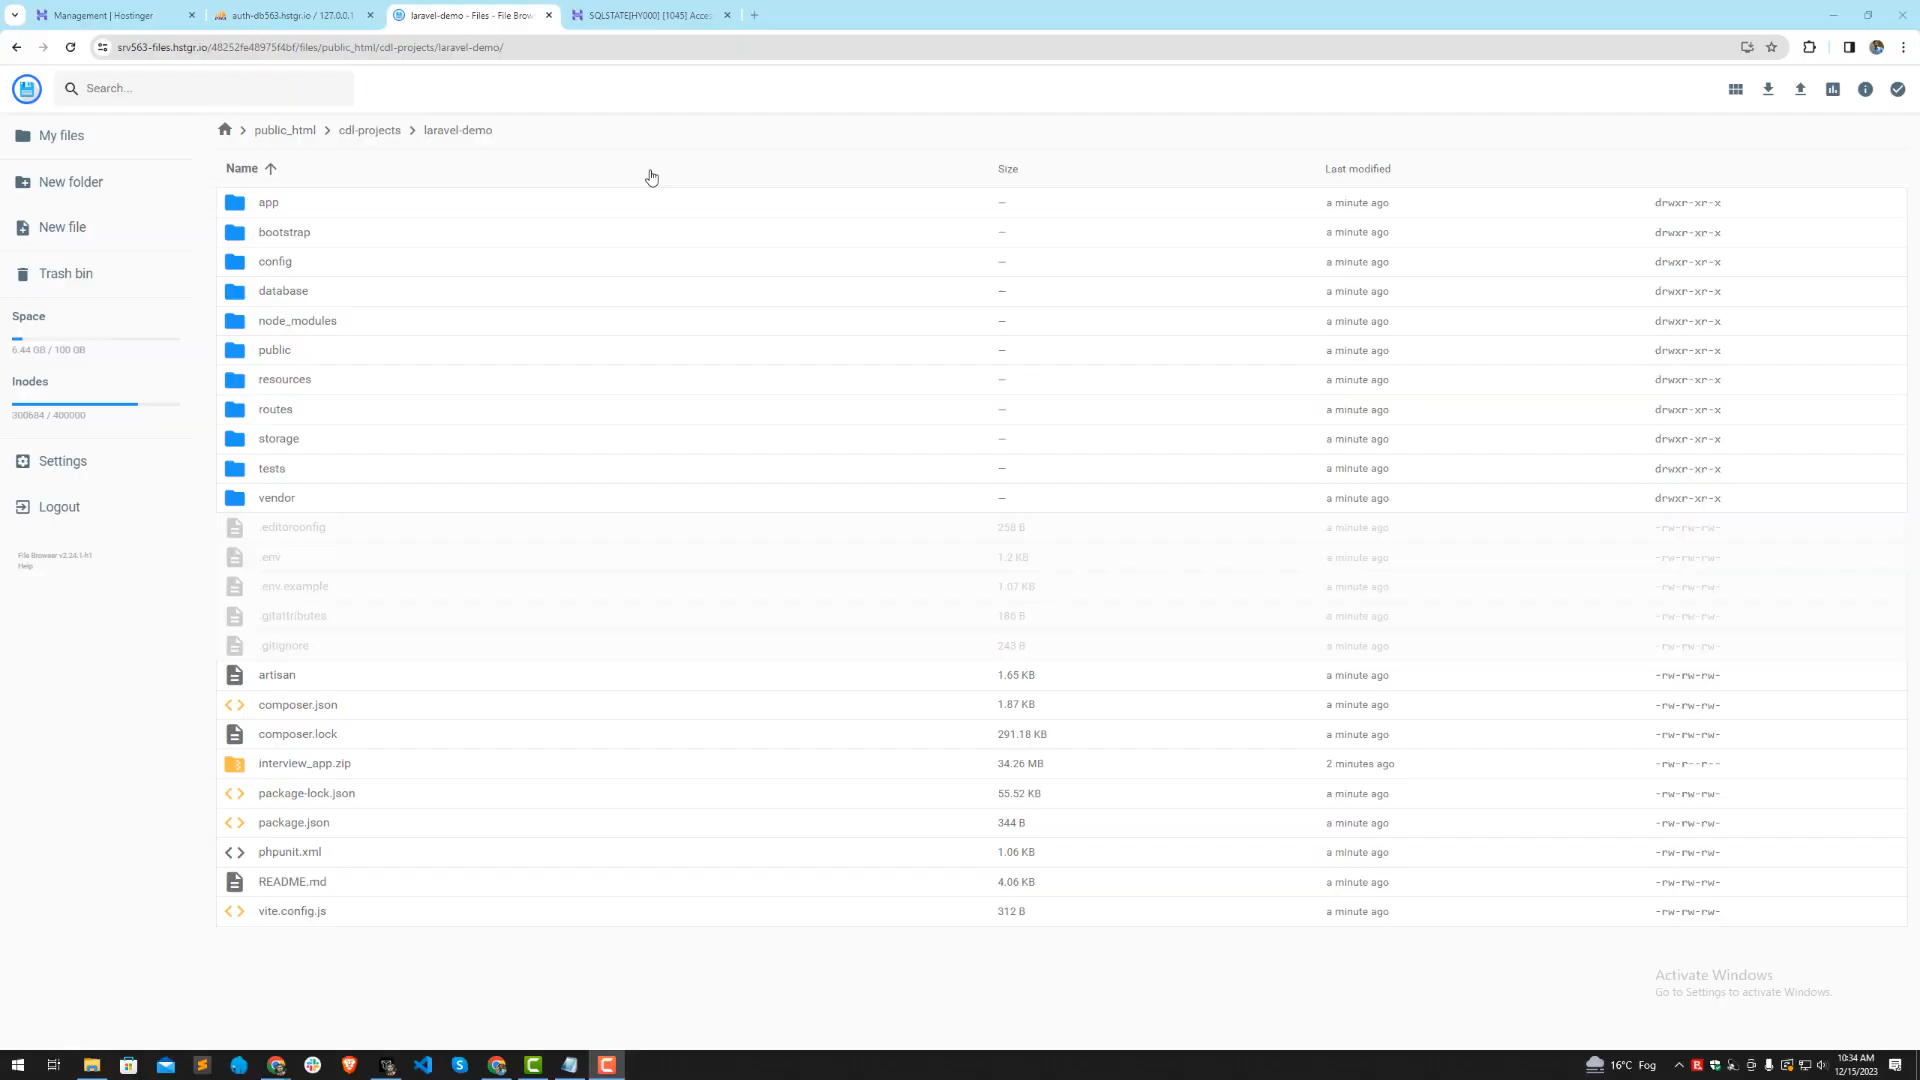 Management | Hostinger
auth-db563.hstgr.io / 127.0.0.1
laravel-demo - Files - File Brow
SQLSTATE[HY000] [1045] Acces
srv563-files.hstgr.io/48252fe48975f4bf/files/public_html/cdl-projects/laravel-demo/
Search...
My files
New folder
New file
Trash bin
Space
6.44 GB / 100 GB
Inodes
300684 / 400000
Settings
Logout
File Browser v2.24.1-h1
Help
public_html > cdl-projects > laravel-demo
Name Size Last modified
app — a minute ago drwxr-xr-x
bootstrap — a minute ago drwxr-xr-x
config — a minute ago drwxr-xr-x
database — a minute ago drwxr-xr-x
node_modules — a minute ago drwxr-xr-x
public — a minute ago drwxr-xr-x
resources — a minute ago drwxr-xr-x
routes — a minute ago drwxr-xr-x
storage — a minute ago drwxr-xr-x
tests — a minute ago drwxr-xr-x
vendor — a minute ago drwxr-xr-x
.editorconfig 258 B a minute ago -rw-rw-rw-
.env 1.2 KB a minute ago -rw-rw-rw-
.env.example 1.07 KB a minute ago -rw-rw-rw-
.gitattributes 186 B a minute ago -rw-rw-rw-
.gitignore 243 B a minute ago -rw-rw-rw-
artisan 1.65 KB a minute ago -rw-rw-rw-
composer.json 1.87 KB a minute ago -rw-rw-rw-
composer.lock 291.18 KB a minute ago -rw-rw-rw-
interview_app.zip 34.26 MB 2 minutes ago -rw-r--r--
package-lock.json 55.52 KB a minute ago -rw-rw-rw-
package.json 344 B a minute ago -rw-rw-rw-
phpunit.xml 1.06 KB a minute ago -rw-rw-rw-
README.md 4.06 KB a minute ago -rw-rw-rw-
vite.config.js 312 B a minute ago -rw-rw-rw-
Activate Windows
Go to Settings to activate Windows.
16°C Fog
10:34 AM
12/15/2023